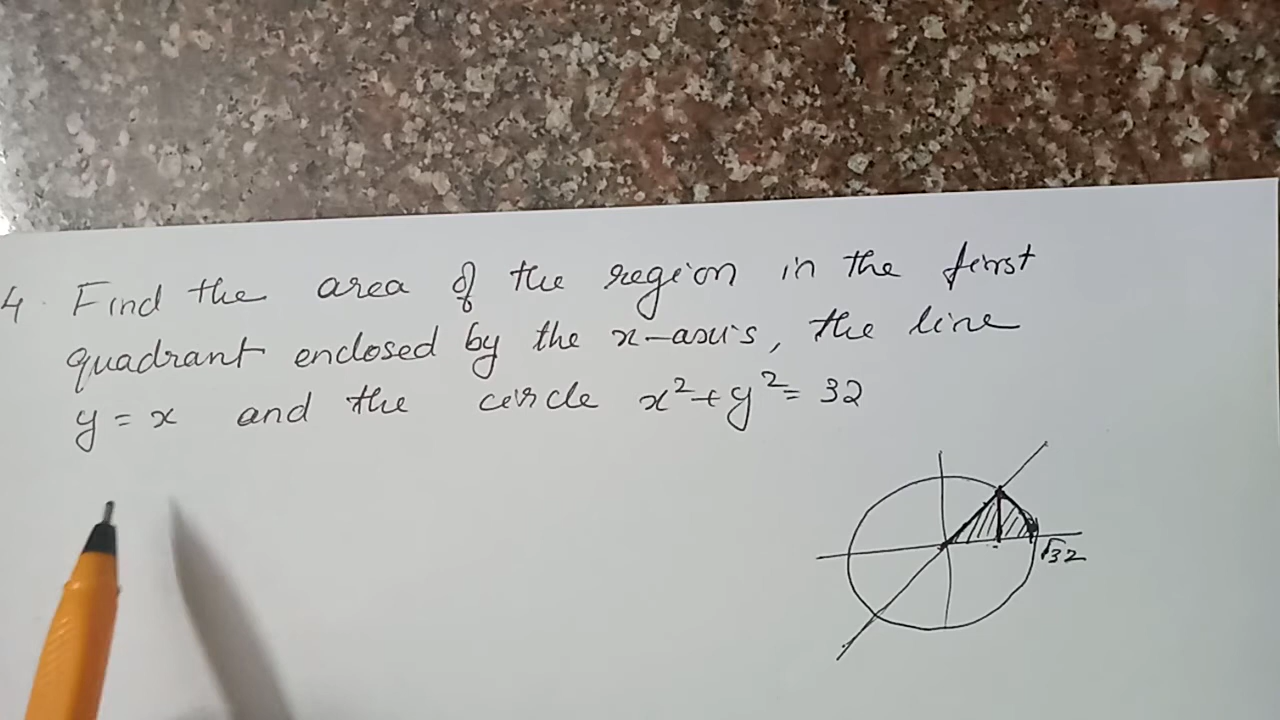 4. Find the area of the region in the first
quadrant enclosed by the x-axis, the line
y = x and the circle x² + y² = 32
√32